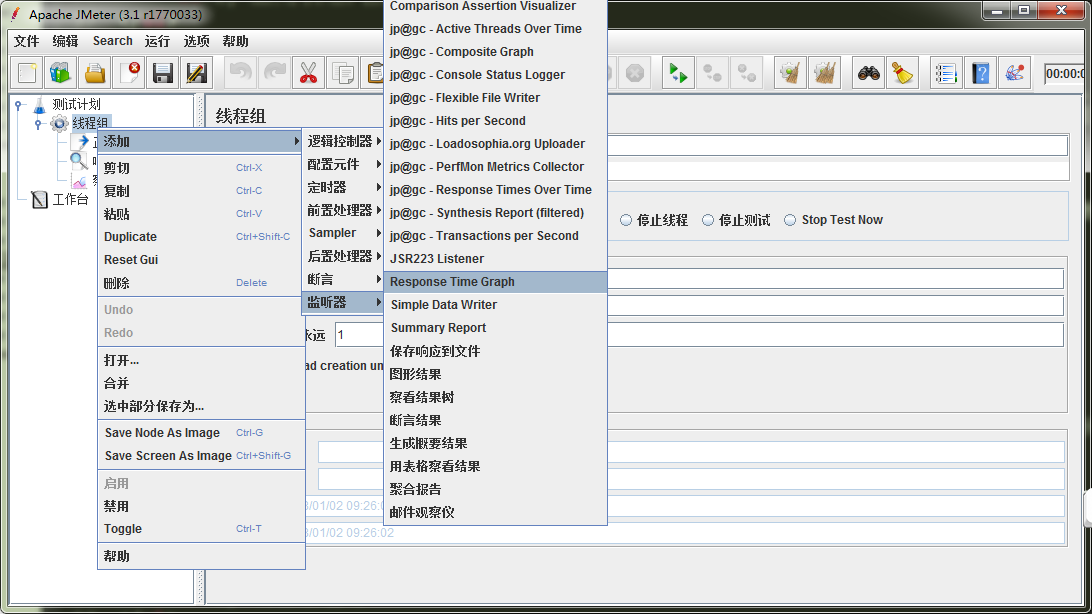 Apache JMeter (3.1 r1770033)
文件 编辑 Search 运行 选项 帮助
00:00:0
测试计划
线程组
工作台
线程组
添加
剪切 Ctrl-X
复制 Ctrl-C
粘贴 Ctrl-V
Duplicate Ctrl+Shift-C
Reset Gui
删除 Delete
Undo
Redo
打开...
合并
选中部分保存为...
Save Node As Image Ctrl-G
Save Screen As Image Ctrl+Shift-G
启用
禁用
Toggle Ctrl-T
帮助
逻辑控制器
配置元件
定时器
前置处理器
Sampler
后置处理器
断言
监听器
Comparison Assertion Visualizer
jp@gc - Active Threads Over Time
jp@gc - Composite Graph
jp@gc - Console Status Logger
jp@gc - Flexible File Writer
jp@gc - Hits per Second
jp@gc - Loadosophia.org Uploader
jp@gc - PerfMon Metrics Collector
jp@gc - Response Times Over Time
jp@gc - Synthesis Report (filtered)
jp@gc - Transactions per Second
JSR223 Listener
Response Time Graph
Simple Data Writer
Summary Report
保存响应到文件
图形结果
察看结果树
断言结果
生成概要结果
用表格察看结果
聚合报告
邮件观察仪
停止线程 停止测试 Stop Test Now
永远 1
ad creation un
/01/02 09:26:0
/01/02 09:26:02